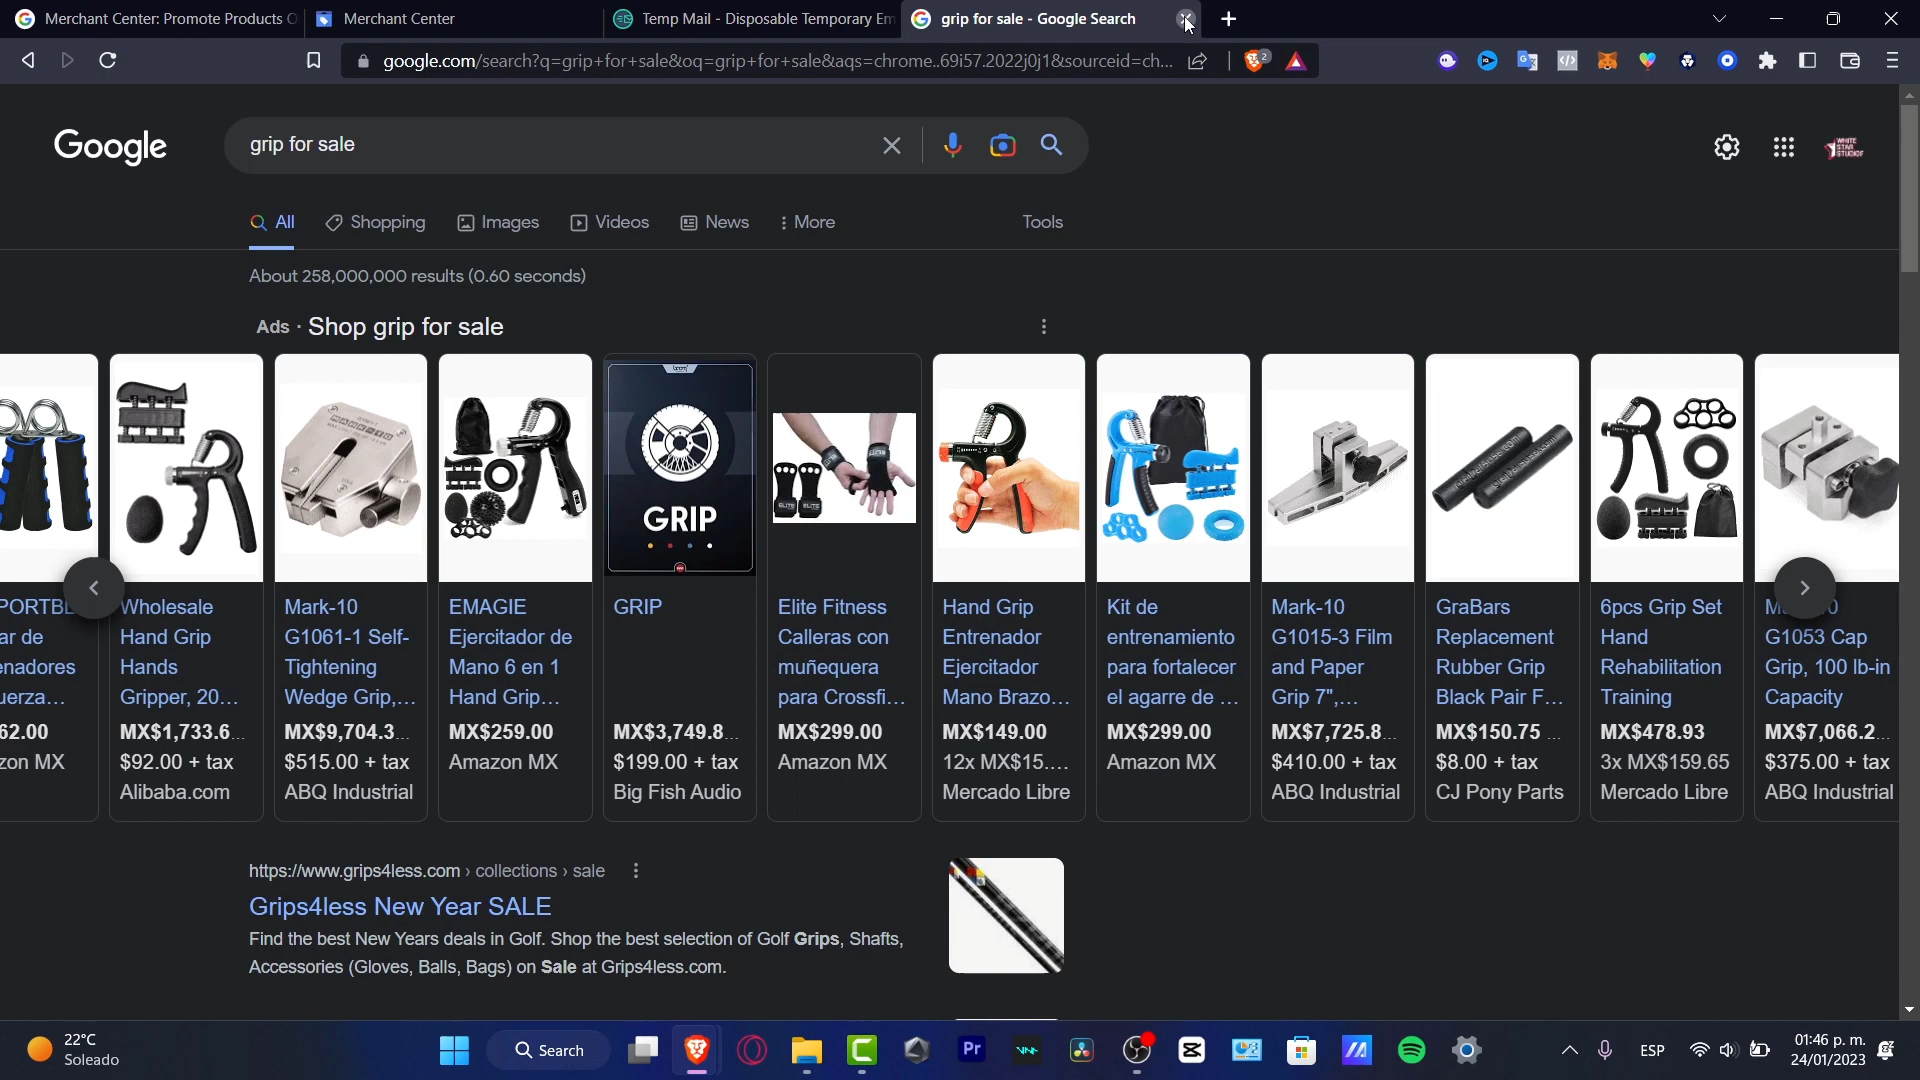 Merchant Center: Promote Products O
Merchant Center
Temp Mail - Disposable Temporary Em
grip for sale - Google Search
google.com/search?q=grip+for+sale&oq=grip+for+sale&aqs=chrome..69i57.2022j0j1&sourceid=ch...
2
Google
grip for sale
WHITE STAR STUDIOS
All
Shopping
Images
Videos
News
More
Tools
About 258,000,000 results (0.60 seconds)
Ads · Shop grip for sale
ar de
enadores
uerza...
62.00
zon MX
Wholesale
Hand Grip
Hands
Gripper, 20...
MX$1,733.6...
$92.00 + tax
Alibaba.com
Mark-10
G1061-1 Self-
Tightening
Wedge Grip,...
MX$9,704.3...
$515.00 + tax
ABQ Industrial
EMAGIE
Ejercitador de
Mano 6 en 1
Hand Grip...
MX$259.00
Amazon MX
GRIP
GRIP
MX$3,749.8...
$199.00 + tax
Big Fish Audio
ELITE
ELITE
Elite Fitness
Calleras con
muñequera
para Crossfi...
MX$299.00
Amazon MX
Hand Grip
Entrenador
Ejercitador
Mano Brazo...
MX$149.00
12x MX$15....
Mercado Libre
Kit de
entrenamiento
para fortalecer
el agarre de ...
MX$299.00
Amazon MX
Mark-10
G1015-3 Film
and Paper
Grip 7",...
MX$7,725.8...
$410.00 + tax
ABQ Industrial
GraBars
Replacement
Rubber Grip
Black Pair F...
MX$150.75 ...
$8.00 + tax
CJ Pony Parts
6pcs Grip Set
Hand
Rehabilitation
Training
MX$478.93
3x MX$159.65
Mercado Libre
G1053 Cap
Grip, 100 lb-in
Capacity
MX$7,066.2...
$375.00 + tax
ABQ Industrial
https://www.grips4less.com › collections › sale
Grips4less New Year SALE
Find the best New Years deals in Golf. Shop the best selection of Golf Grips, Shafts,
Accessories (Gloves, Balls, Bags) on Sale at Grips4less.com.
22°C
Soleado
Search
Pr
ESP
01:46 p. m.
24/01/2023